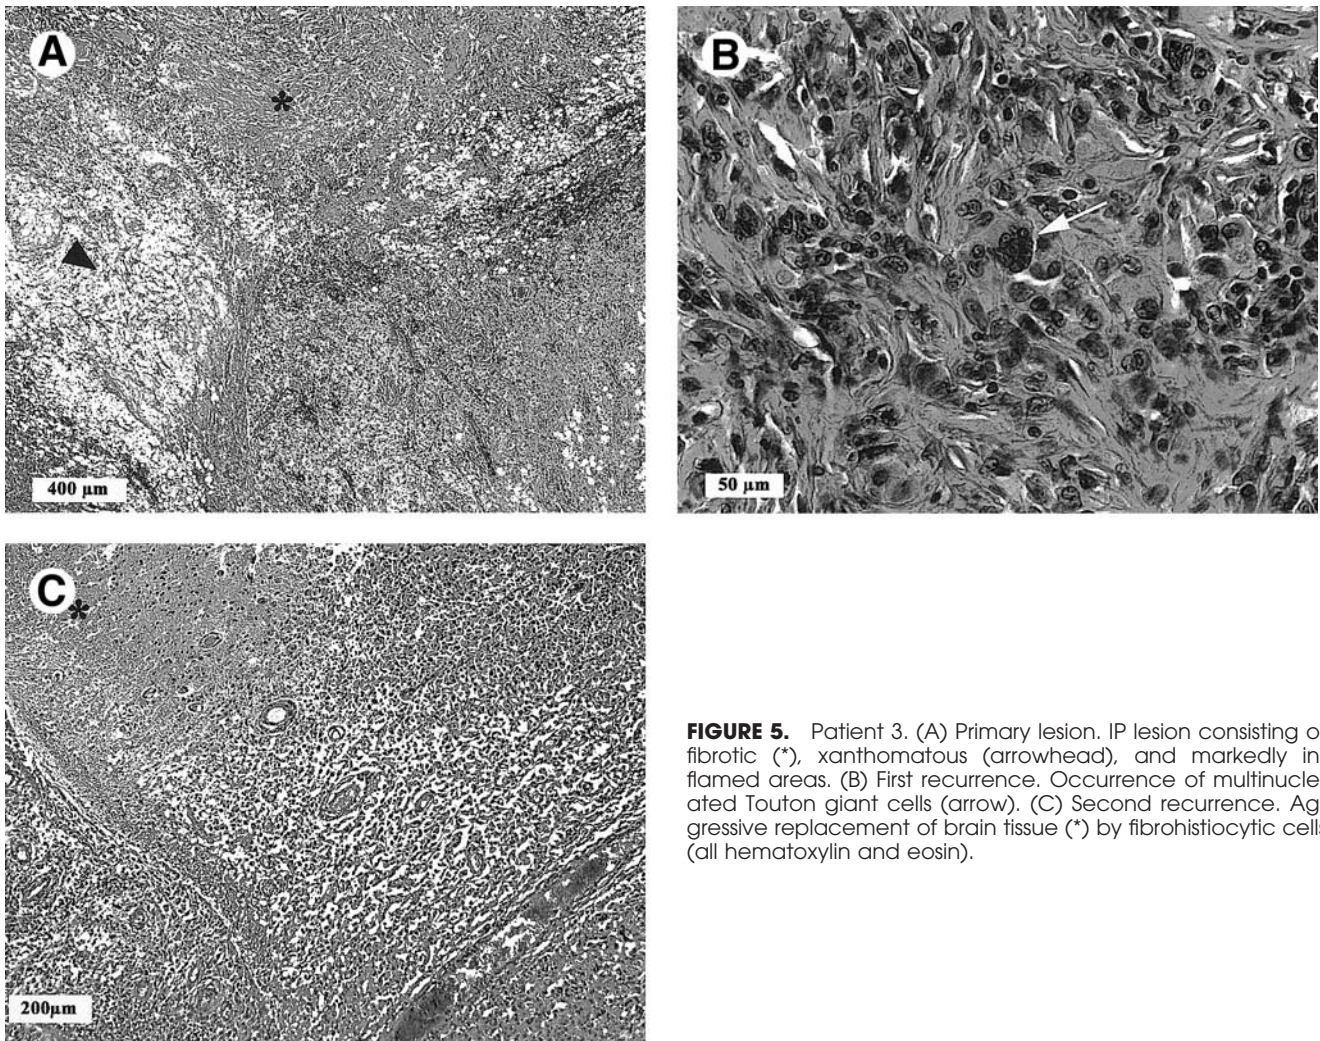 A
400 µm
B
50 µm
C
200µm
FIGURE 5. Patient 3. (A) Primary lesion. IP lesion consisting o
fibrotic (*), xanthomatous (arrowhead), and markedly in
flamed areas. (B) First recurrence. Occurrence of multinucle
ated Touton giant cells (arrow). (C) Second recurrence. Ag
gressive replacement of brain tissue (*) by fibrohistiocytic cells
(all hematoxylin and eosin).